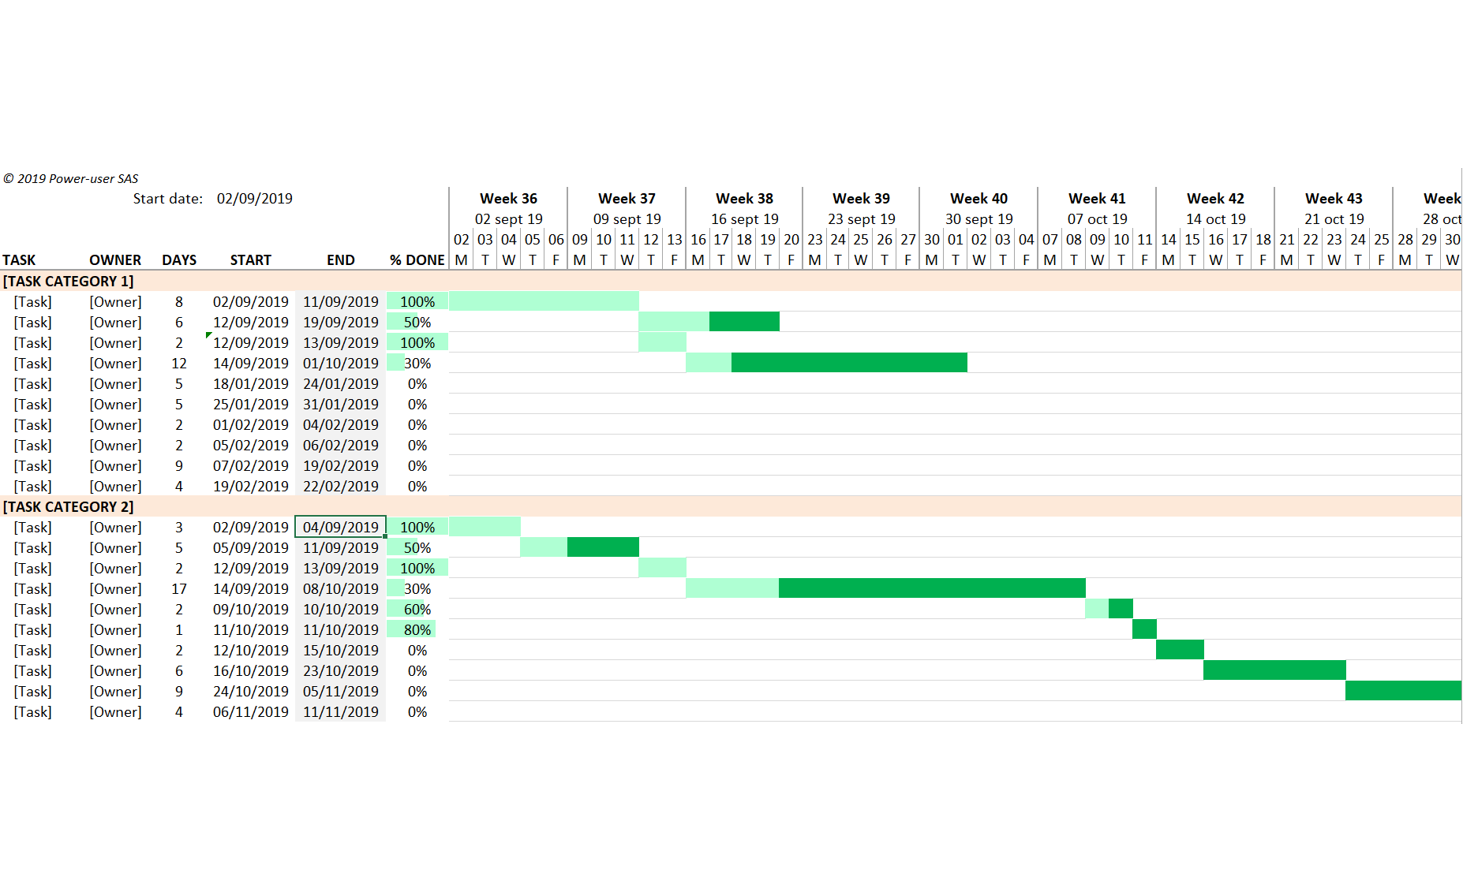 © 2019 Power-user SAS
Start date: 02/09/2019 Week 36 Week 37 Week 38 Week 39 Week 40 Week 41 Week 42 Week 43 Week
02 sept 19 09 sept 19 16 sept 19 23 sept 19 30 sept 19 07 oct 19 14 oct 19 21 oct 19 28 oct
02 03 04 05 06 09 10 11 12 13 16 17 18 19 20 23 24 25 26 27 30 01 02 03 04 07 08 09 10 11 14 15 16 17 18 21 22 23 24 25 28 29 30
TASK OWNER DAYS START END % DONE M T W T F M T W T F M T W T F M T W T F M T W T F M T W T F M T W T F M T W T F M T W
[TASK CATEGORY 1]
[Task] [Owner] 8 02/09/2019 11/09/2019 100%
[Task] [Owner] 6 12/09/2019 19/09/2019 50%
[Task] [Owner] 2 12/09/2019 13/09/2019 100%
[Task] [Owner] 12 14/09/2019 01/10/2019 30%
[Task] [Owner] 5 18/01/2019 24/01/2019 0%
[Task] [Owner] 5 25/01/2019 31/01/2019 0%
[Task] [Owner] 2 01/02/2019 04/02/2019 0%
[Task] [Owner] 2 05/02/2019 06/02/2019 0%
[Task] [Owner] 9 07/02/2019 19/02/2019 0%
[Task] [Owner] 4 19/02/2019 22/02/2019 0%
[TASK CATEGORY 2]
[Task] [Owner] 3 02/09/2019 04/09/2019 100%
[Task] [Owner] 5 05/09/2019 11/09/2019 50%
[Task] [Owner] 2 12/09/2019 13/09/2019 100%
[Task] [Owner] 17 14/09/2019 08/10/2019 30%
[Task] [Owner] 2 09/10/2019 10/10/2019 60%
[Task] [Owner] 1 11/10/2019 11/10/2019 80%
[Task] [Owner] 2 12/10/2019 15/10/2019 0%
[Task] [Owner] 6 16/10/2019 23/10/2019 0%
[Task] [Owner] 9 24/10/2019 05/11/2019 0%
[Task] [Owner] 4 06/11/2019 11/11/2019 0%